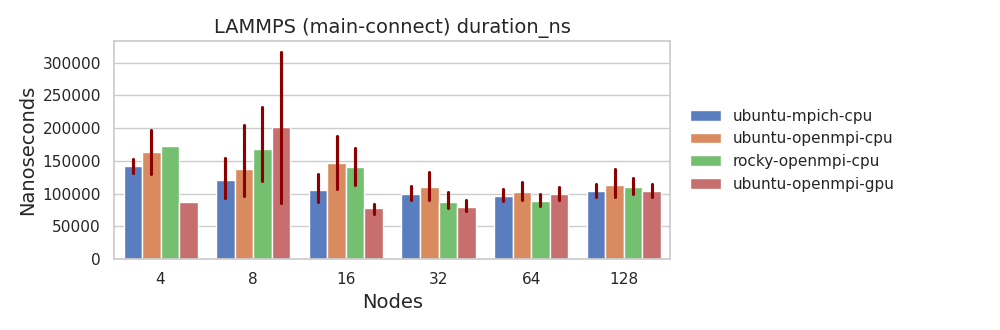 LAMMPS (main-connect) duration_ns
Nanoseconds
300000
250000
200000
150000
100000
50000
0
4 8 16 32 64 128
Nodes
ubuntu-mpich-cpu
ubuntu-openmpi-cpu
rocky-openmpi-cpu
ubuntu-openmpi-gpu